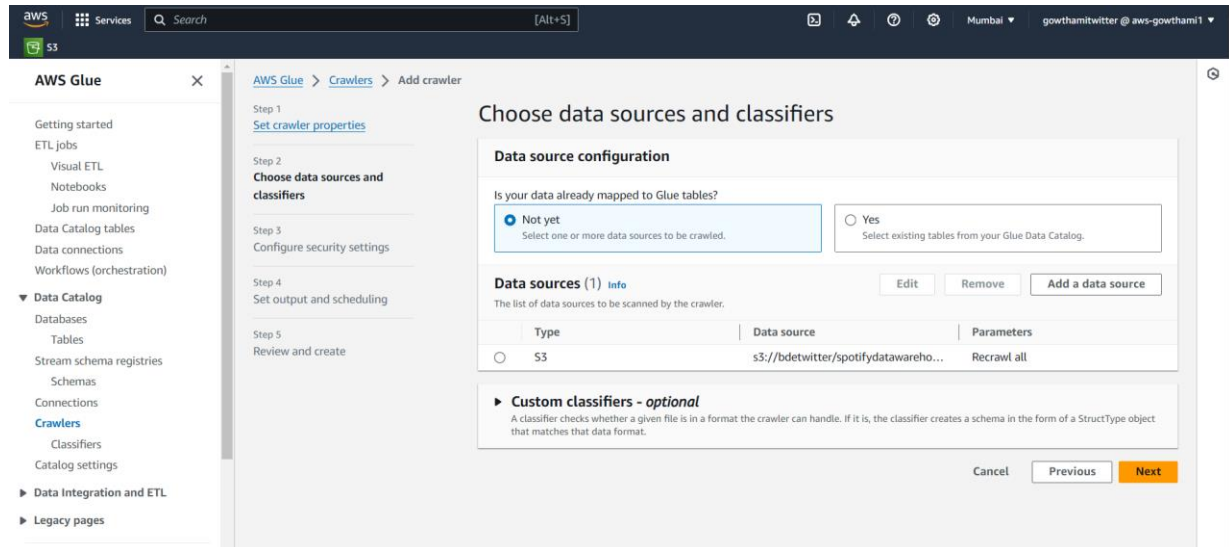 aws
Services
Search
[Alt+S]
Mumbai ▼
gowthamitwitter @ aws-gowthami1 ▼
S3
AWS Glue
Getting started
ETL jobs
Visual ETL
Notebooks
Job run monitoring
Data Catalog tables
Data connections
Workflows (orchestration)
▼ Data Catalog
Databases
Tables
Stream schema registries
Schemas
Connections
Crawlers
Classifiers
Catalog settings
▶ Data Integration and ETL
▶ Legacy pages
AWS Glue > Crawlers > Add crawler
Step 1
Set crawler properties
Step 2
Choose data sources and
classifiers
Step 3
Configure security settings
Step 4
Set output and scheduling
Step 5
Review and create
Choose data sources and classifiers
Data source configuration
Is your data already mapped to Glue tables?
Not yet
Select one or more data sources to be crawled.
Yes
Select existing tables from your Glue Data Catalog.
Data sources (1) Info
Edit
Remove
Add a data source
The list of data sources to be scanned by the crawler.
Type
Data source
Parameters
S3
s3://bdetwitter/spotifydatawareho...
Recrawl all
▶ Custom classifiers - optional
A classifier checks whether a given file is in a format the crawler can handle. If it is, the classifier creates a schema in the form of a StructType object
that matches that data format.
Cancel
Previous
Next